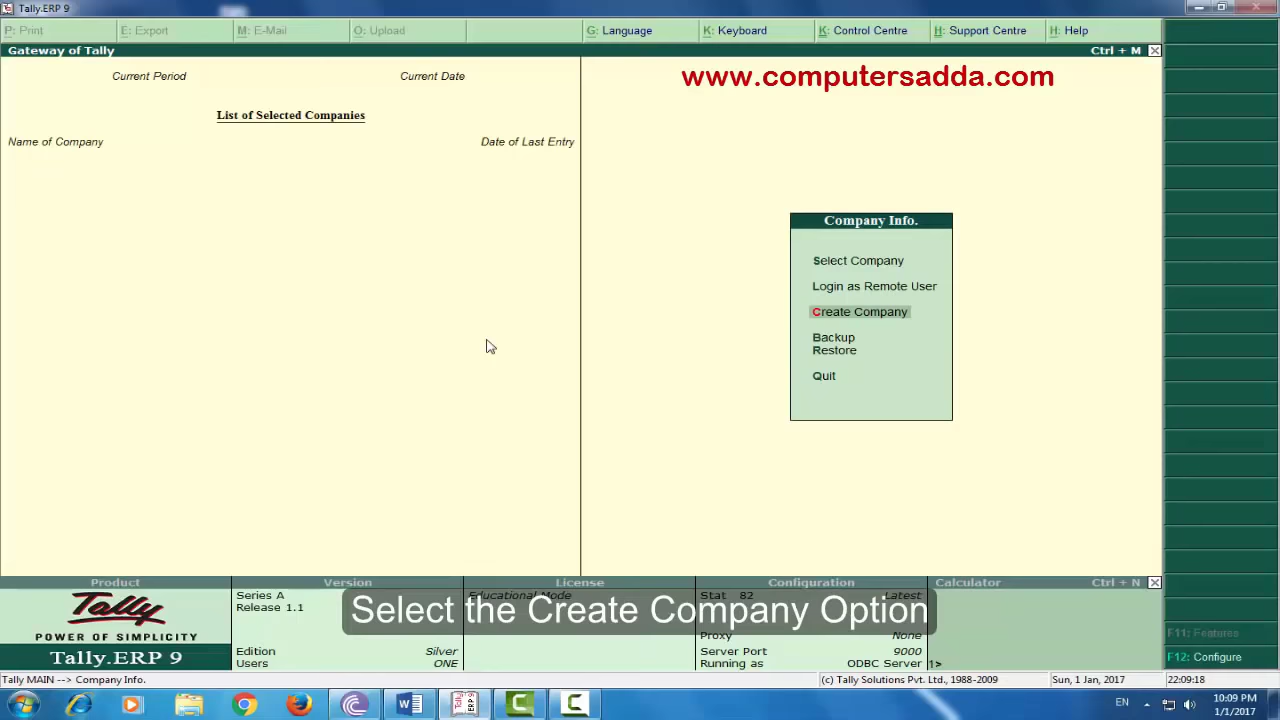 Tally.ERP 9
P: Print
E: Export
M: E-Mail
O: Upload
G: Language
K: Keyboard
K: Control Centre
H: Support Centre
H: Help
Gateway of Tally
Ctrl + M
Current Period
Current Date
www.computersadda.com
List of Selected Companies
Name of Company
Date of Last Entry
Company Info.
Select Company
Login as Remote User
Create Company
Backup
Restore
Quit
Product
Version
License
Configuration
Calculator
Ctrl + N
Tally
POWER OF SIMPLICITY
Tally.ERP 9
Series A
Release 1.1
Edition Silver
Users ONE
Educational Mode
Stat 82 Latest
Proxy None
Server Port 9000
Running as ODBC Server
1>
Select the Create Company Option
F11: Features
F12: Configure
Tally MAIN --> Company Info.
(c) Tally Solutions Pvt. Ltd., 1988-2009
Sun, 1 Jan, 2017
22:09:18
EN
10:09 PM
1/1/2017